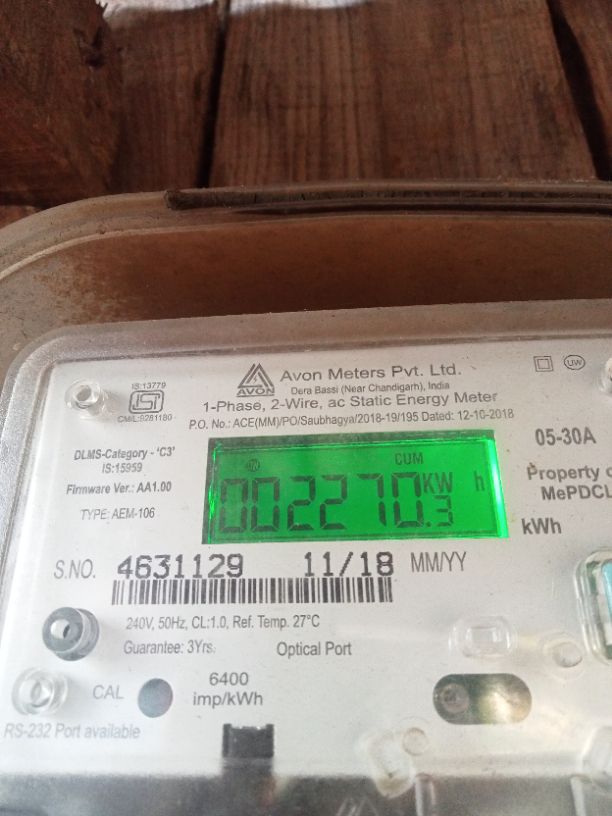 Avon Meters Pvt. Ltd.
AVON
Dera Bassi (Near Chandigarh), India
UW
IS:13779
ISI
CM/L:9281180
1-Phase, 2-Wire, ac Static Energy Meter
P.O. No.: ACE(MM)/PO/Saubhagya/2018-19/195 Dated: 12-10-2018
DLMS-Category - 'C3'
IS:15959
Firmware Ver.: AA1.00
TYPE: AEM-106
CUM
002270.3 KW h
05-30A
Property of
MePDCL
kWh
S.NO. 4631129 11/18 MM/YY
240V, 50Hz, CL:1.0, Ref. Temp. 27°C
Guarantee: 3Yrs. Optical Port
CAL
6400
imp/kWh
RS-232 Port available